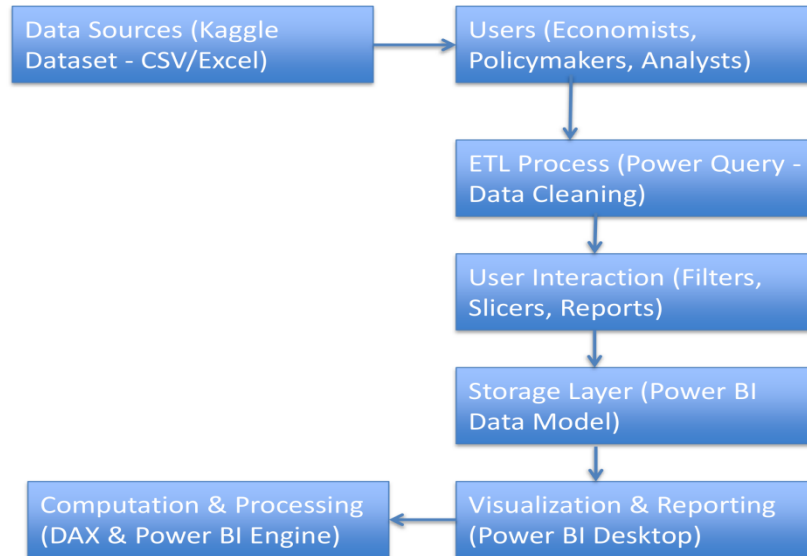 Data Sources (Kaggle
Dataset - CSV/Excel)
Users (Economists,
Policymakers, Analysts)
ETL Process (Power Query -
Data Cleaning)
User Interaction (Filters,
Slicers, Reports)
Storage Layer (Power BI
Data Model)
Visualization & Reporting
(Power BI Desktop)
Computation & Processing
(DAX & Power BI Engine)